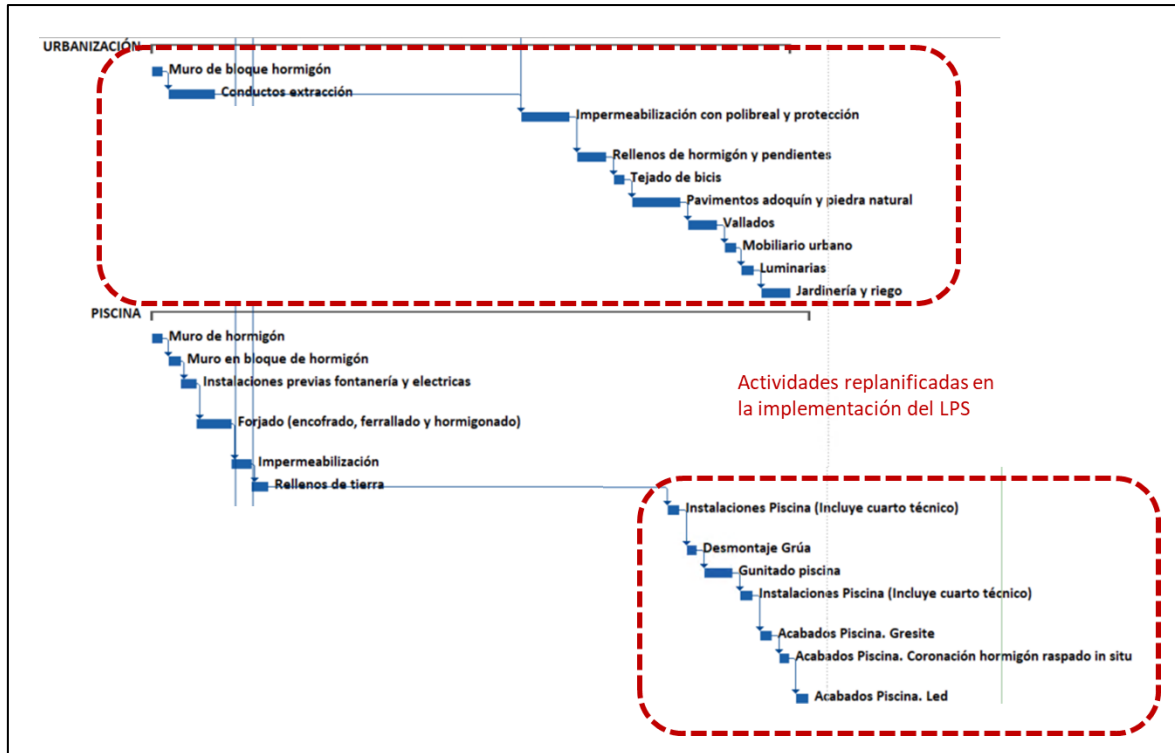 URBANIZACIÓN
Muro de bloque hormigón
Conductos extracción
Impermeabilización con polibreal y protección
Rellenos de hormigón y pendientes
Tejado de bicis
Pavimentos adoquín y piedra natural
Vallados
Mobiliario urbano
Luminarias
Jardinería y riego
PISCINA
Muro de hormigón
Muro en bloque de hormigón
Instalaciones previas fontanería y electricas
Actividades replanificadas en
la implementación del LPS
Forjado (encofrado, ferrallado y hormigonado)
Impermeabilización
Rellenos de tierra
Instalaciones Piscina (Incluye cuarto técnico)
Desmontaje Grúa
Gunitado piscina
Instalaciones Piscina (Incluye cuarto técnico)
Acabados Piscina. Gresite
Acabados Piscina. Coronación hormigón raspado in situ
Acabados Piscina. Led